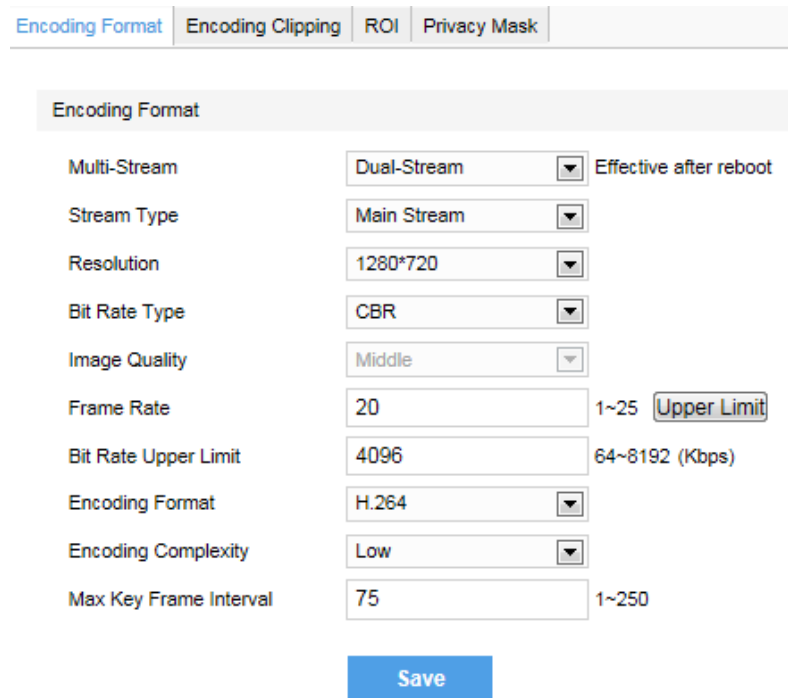 Encoding Format Encoding Clipping ROI Privacy Mask
Encoding Format
Multi-Stream Dual-Stream Effective after reboot
Stream Type Main Stream
Resolution 1280*720
Bit Rate Type CBR
Image Quality Middle
Frame Rate 20 1~25 Upper Limit
Bit Rate Upper Limit 4096 64~8192 (Kbps)
Encoding Format H.264
Encoding Complexity Low
Max Key Frame Interval 75 1~250
Save